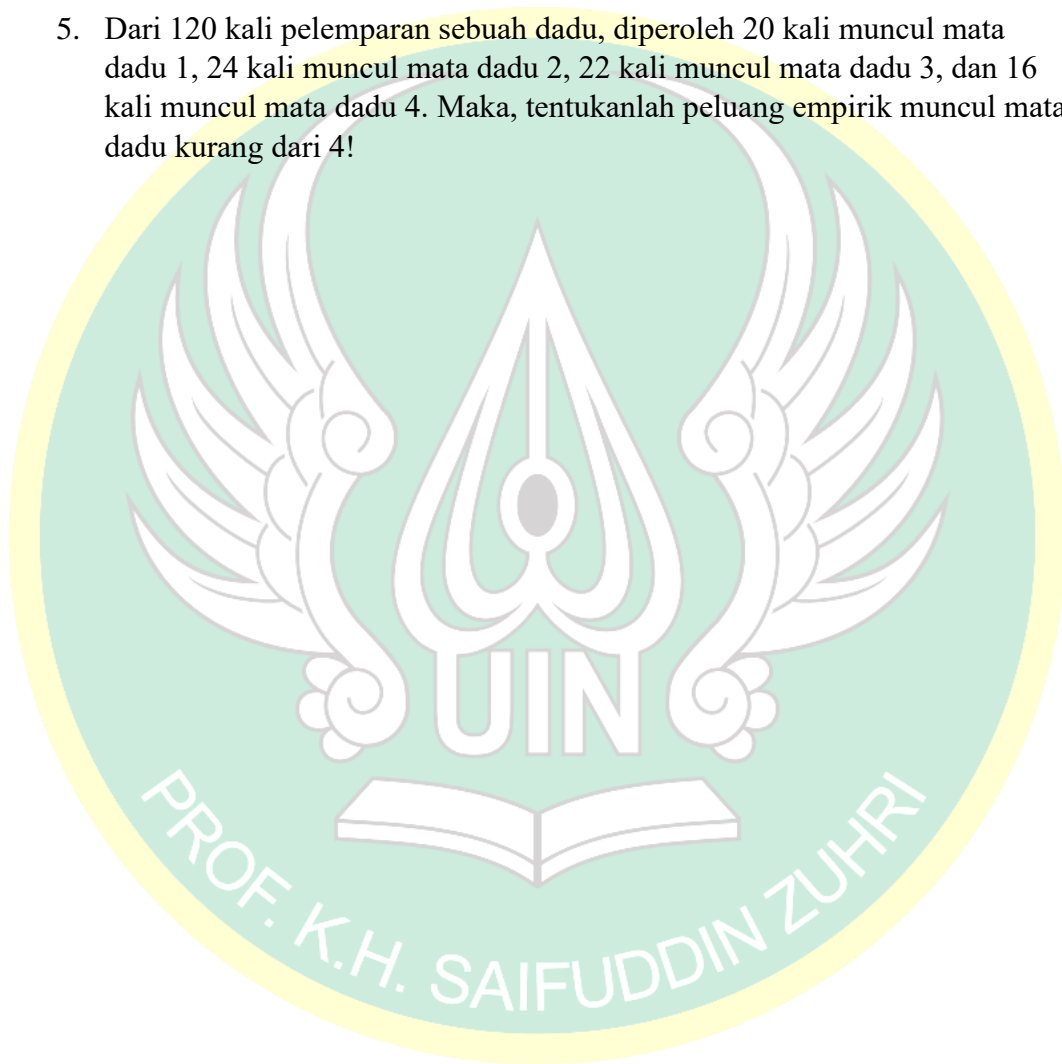 5. Dari 120 kali pelemparan sebuah dadu, diperoleh 20 kali muncul mata
dadu 1, 24 kali muncul mata dadu 2, 22 kali muncul mata dadu 3, dan 16
kali muncul mata dadu 4. Maka, tentukanlah peluang empirik muncul mata
dadu kurang dari 4!
UIN
PROF. K.H. SAIFUDDIN ZUHRI